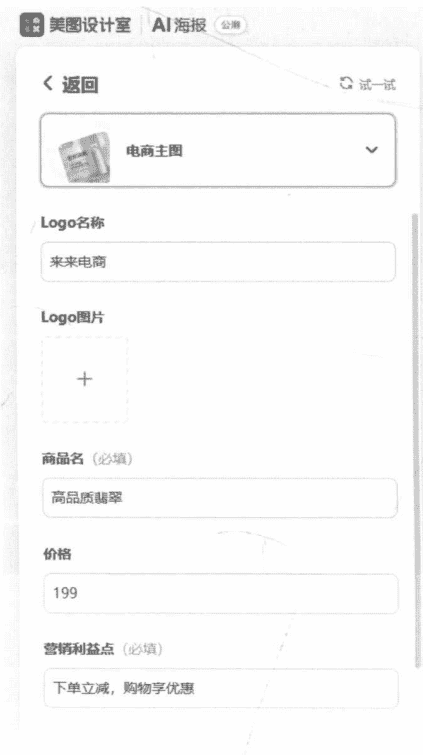 美图设计室 AI海报 公测
返回 试一试
电商主图
Logo名称
来来电商
Logo图片
+
商品名（必填）
高品质翡翠
价格
199
营销利益点（必填）
下单立减，购物享优惠